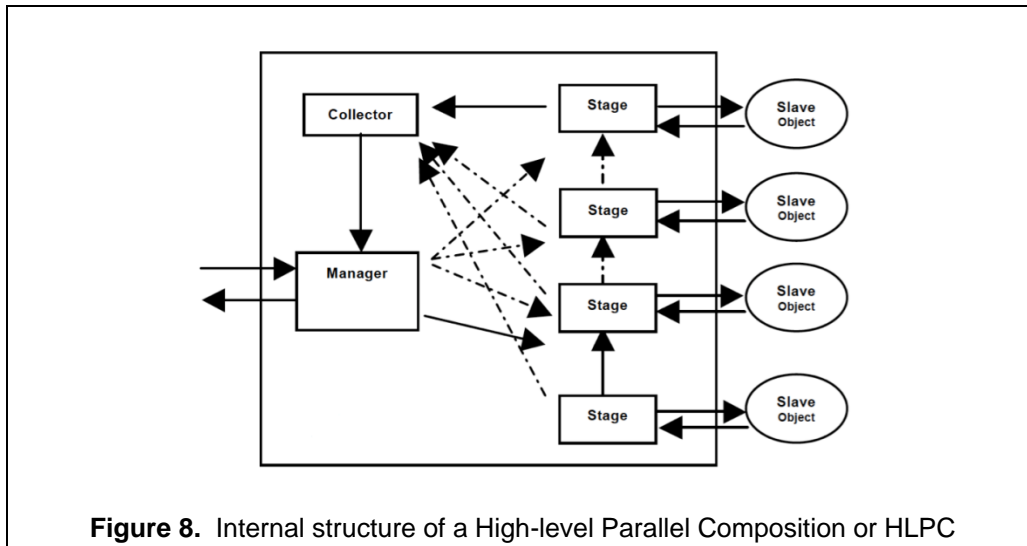 Collector
Stage
Slave
Object
Stage
Slave
Object
Manager
Stage
Slave
Object
Stage
Slave
Object
Figure 8. Internal structure of a High-level Parallel Composition or HLPC